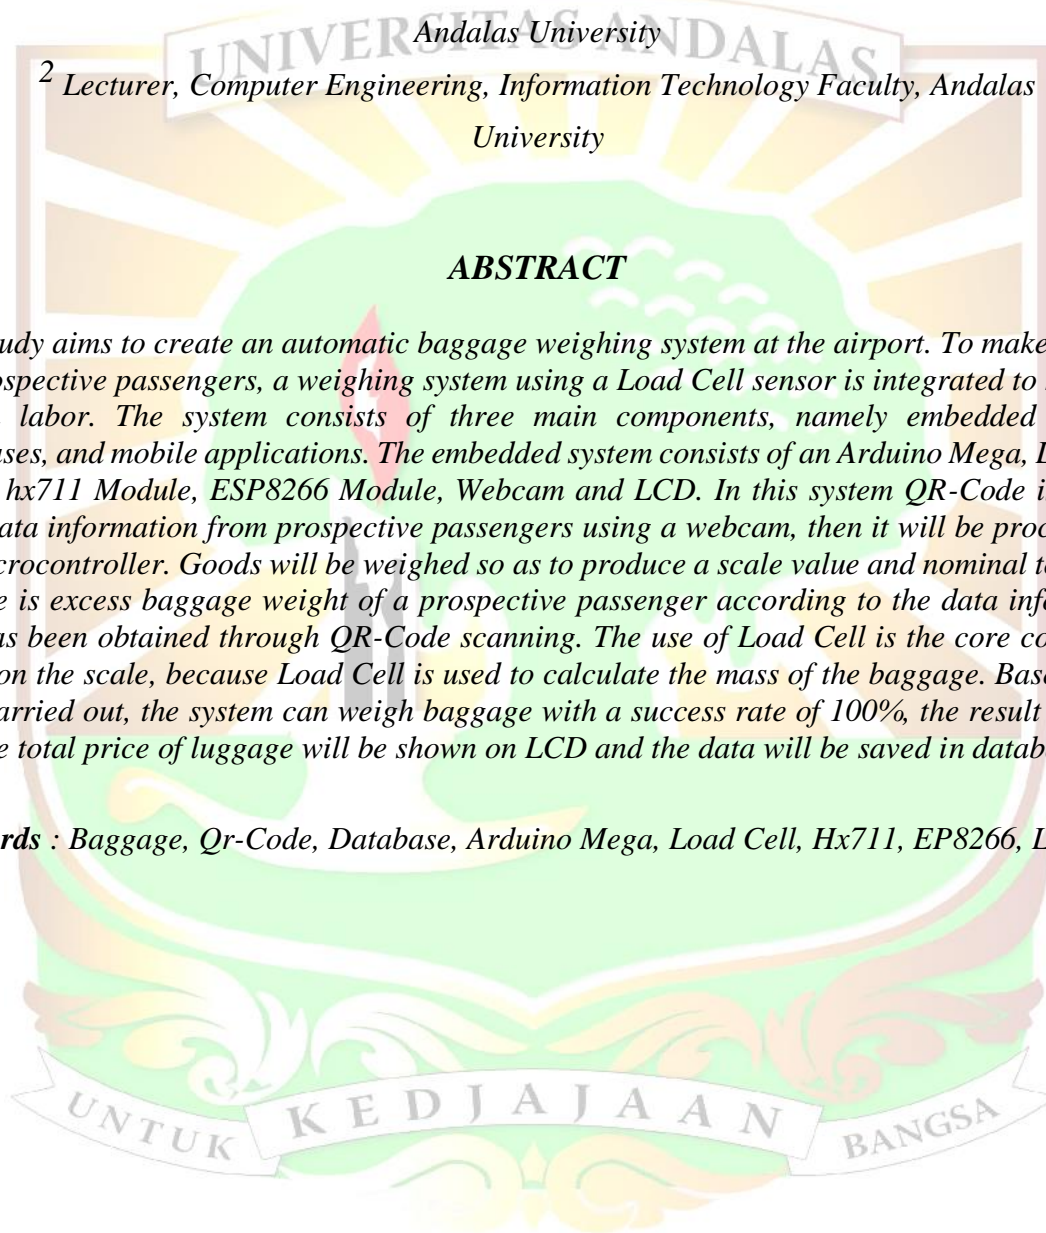 UNIVERSITAS ANDALAS
Andalas University
2 Lecturer, Computer Engineering, Information Technology Faculty, Andalas
University
ABSTRACT
udy aims to create an automatic baggage weighing system at the airport. To make
ospective passengers, a weighing system using a Load Cell sensor is integrated to
labor. The system consists of three main components, namely embedded
ases, and mobile applications. The embedded system consists of an Arduino Mega, L
hx711 Module, ESP8266 Module, Webcam and LCD. In this system QR-Code i
ata information from prospective passengers using a webcam, then it will be proc
crocontroller. Goods will be weighed so as to produce a scale value and nominal t
e is excess baggage weight of a prospective passenger according to the data info
as been obtained through QR-Code scanning. The use of Load Cell is the core co
on the scale, because Load Cell is used to calculate the mass of the baggage. Base
arried out, the system can weigh baggage with a success rate of 100%, the result
e total price of luggage will be shown on LCD and the data will be saved in datab
rds : Baggage, Qr-Code, Database, Arduino Mega, Load Cell, Hx711, EP8266, L
UNTUK KEDJAJAAN BANGSA